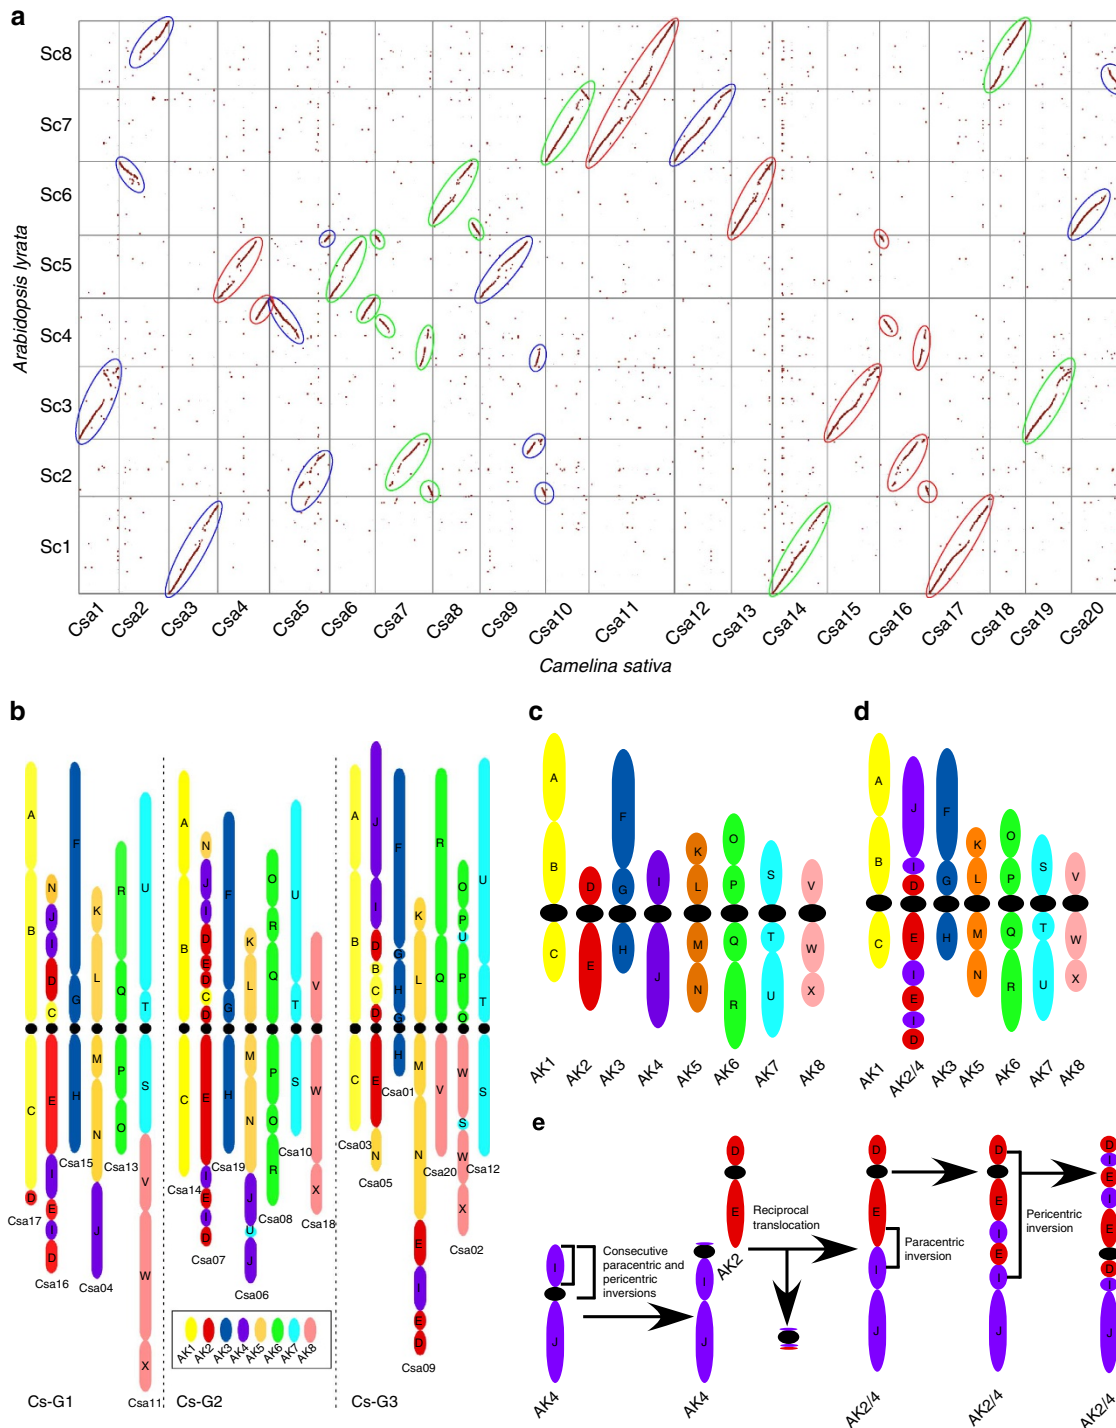 a
Sc8
Sc7
Sc6
Sc5
Sc4
Sc3
Sc2
Sc1
Arabidopsis lyrata
Csa1 Csa2 Csa3 Csa4 Csa5 Csa6 Csa7 Csa8 Csa9 Csa10 Csa11 Csa12 Csa13 Csa14 Csa15 Csa16 Csa17 Csa18 Csa19 Csa20
Camelina sativa
b
A B C D
Csa17
N J I D C E I E I D
Csa16
F G H
Csa15
K L M N J
Csa04
R Q P O
Csa13
U T S V W X
Csa11
Cs-G1
A B C
Csa14
N J I D E D C D E I E I D
Csa07
F G H
Csa19
K L M N J U J
Csa06
O R Q P O R
Csa08
U T S
Csa10
V W X
Csa18
Cs-G2
AK1 AK2 AK3 AK4 AK5 AK6 AK7 AK8
A B C
Csa03
J I D B C D E N
Csa05
F G H G H
Csa01
K L M N E I E D
Csa09
R Q V
Csa20
O P U P O W S W X
Csa02
U T S
Csa12
Cs-G3
c
A B C
D E
F G H
I J
K L M N
O P Q R
S T U
V W X
AK1 AK2 AK3 AK4 AK5 AK6 AK7 AK8
d
A B C
J I D E I E I D
F G H
K L M N
O P Q R
S T U
V W X
AK1 AK2/4 AK3 AK5 AK6 AK7 AK8
e
I J
AK4
Consecutive
paracentric and
pericentric
inversions
I J
AK4
D E
AK2
Reciprocal
translocation
D E I J
AK2/4
Paracentric
inversion
D E I E I J
AK2/4
Pericentric
inversion
D I E I E D I J
AK2/4